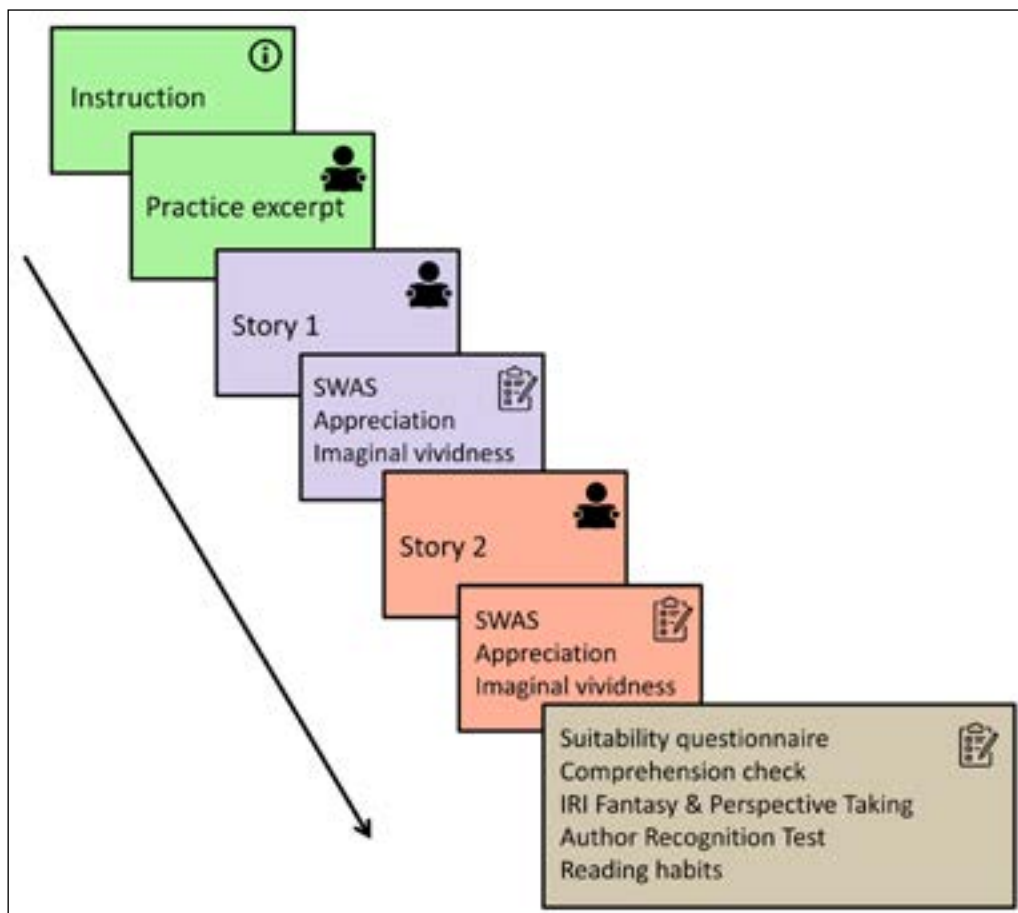 Instruction
Practice excerpt
Story 1
SWAS
Appreciation
Imaginal vividness
Story 2
SWAS
Appreciation
Imaginal vividness
Suitability questionnaire
Comprehension check
IRI Fantasy & Perspective Taking
Author Recognition Test
Reading habits